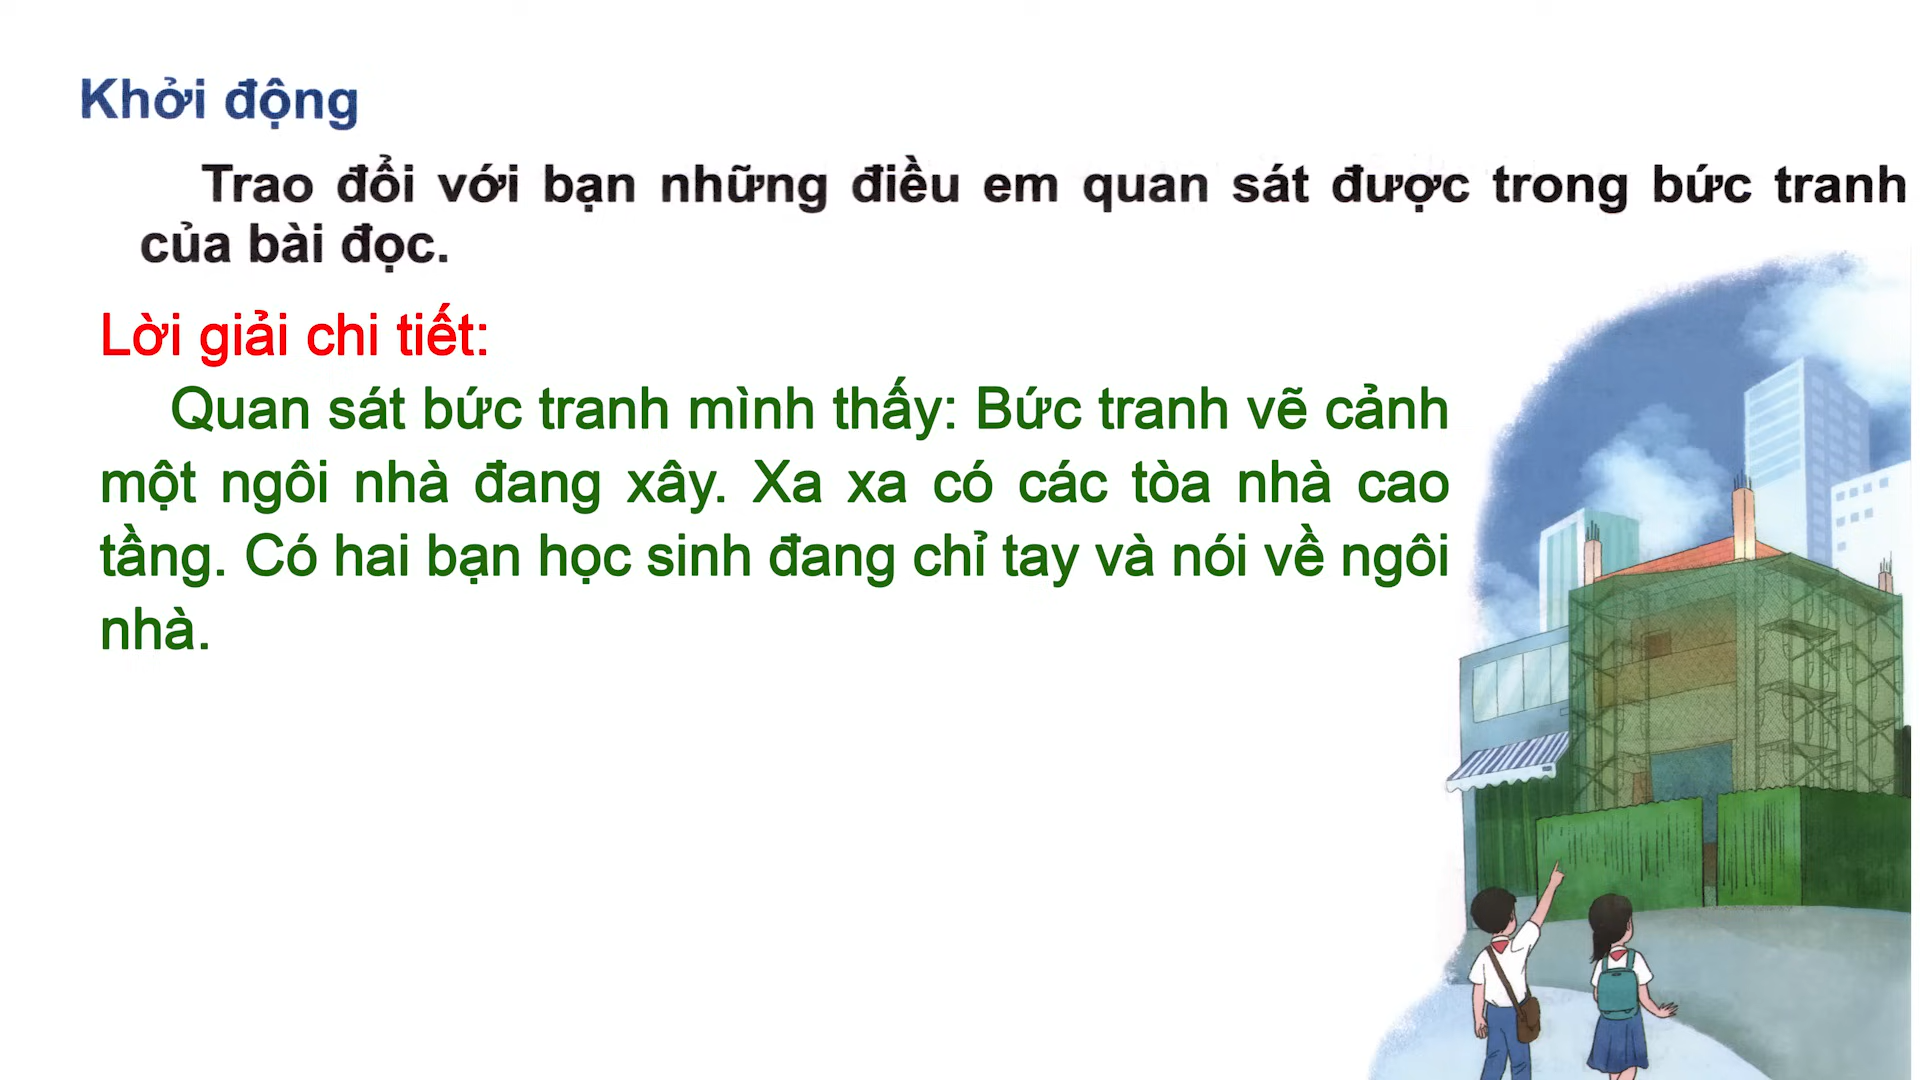 Khởi động
Trao đổi với bạn những điều em quan sát được trong bức tranh
của bài đọc.
Lời giải chi tiết:
Quan sát bức tranh mình thấy: Bức tranh vẽ cảnh
một ngôi nhà đang xây. Xa xa có các tòa nhà cao
tầng. Có hai bạn học sinh đang chỉ tay và nói về ngôi
nhà.